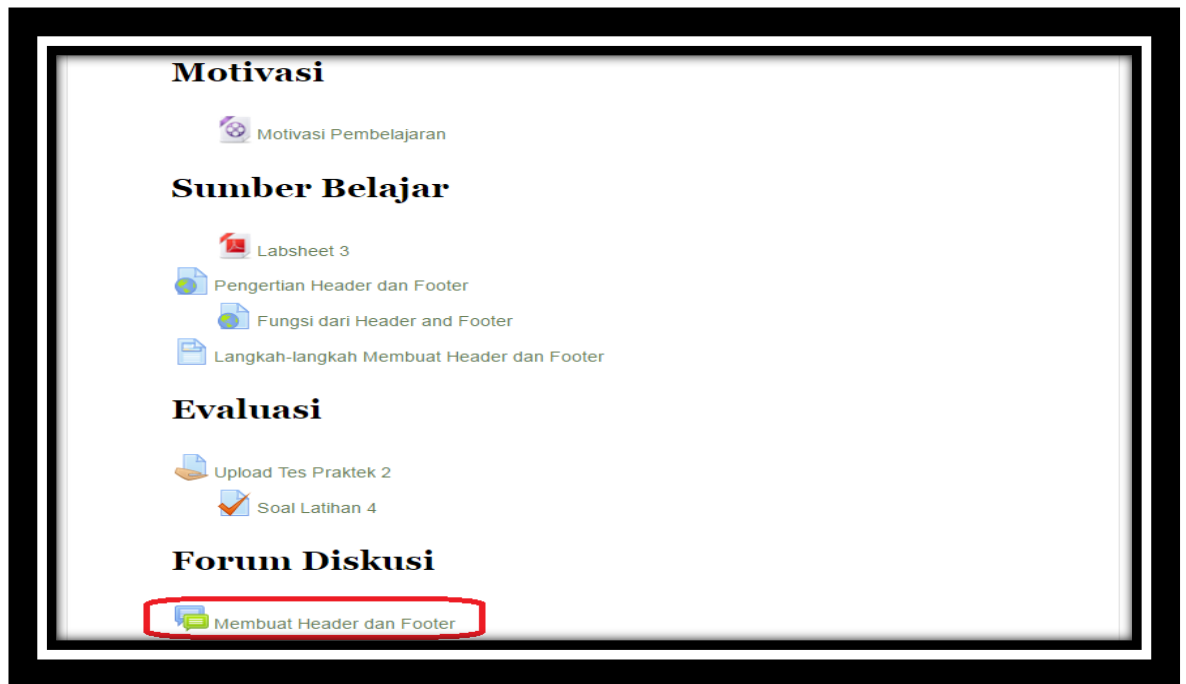 Motivasi
Motivasi Pembelajaran
Sumber Belajar
Labsheet 3
Pengertian Header dan Footer
Fungsi dari Header and Footer
Langkah-langkah Membuat Header dan Footer
Evaluasi
Upload Tes Praktek 2
Soal Latihan 4
Forum Diskusi
Membuat Header dan Footer